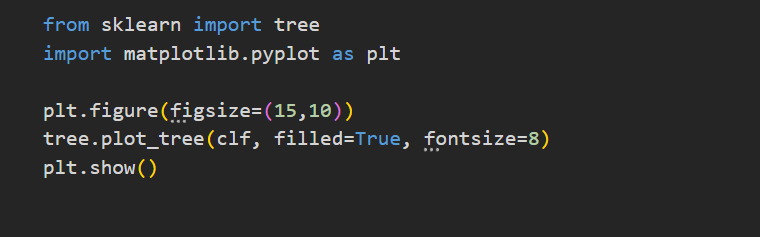 from sklearn import tree
import matplotlib.pyplot as plt
plt.figure(figsize=(15,10))
tree.plot_tree(clf, filled=True, fontsize=8)
plt.show()